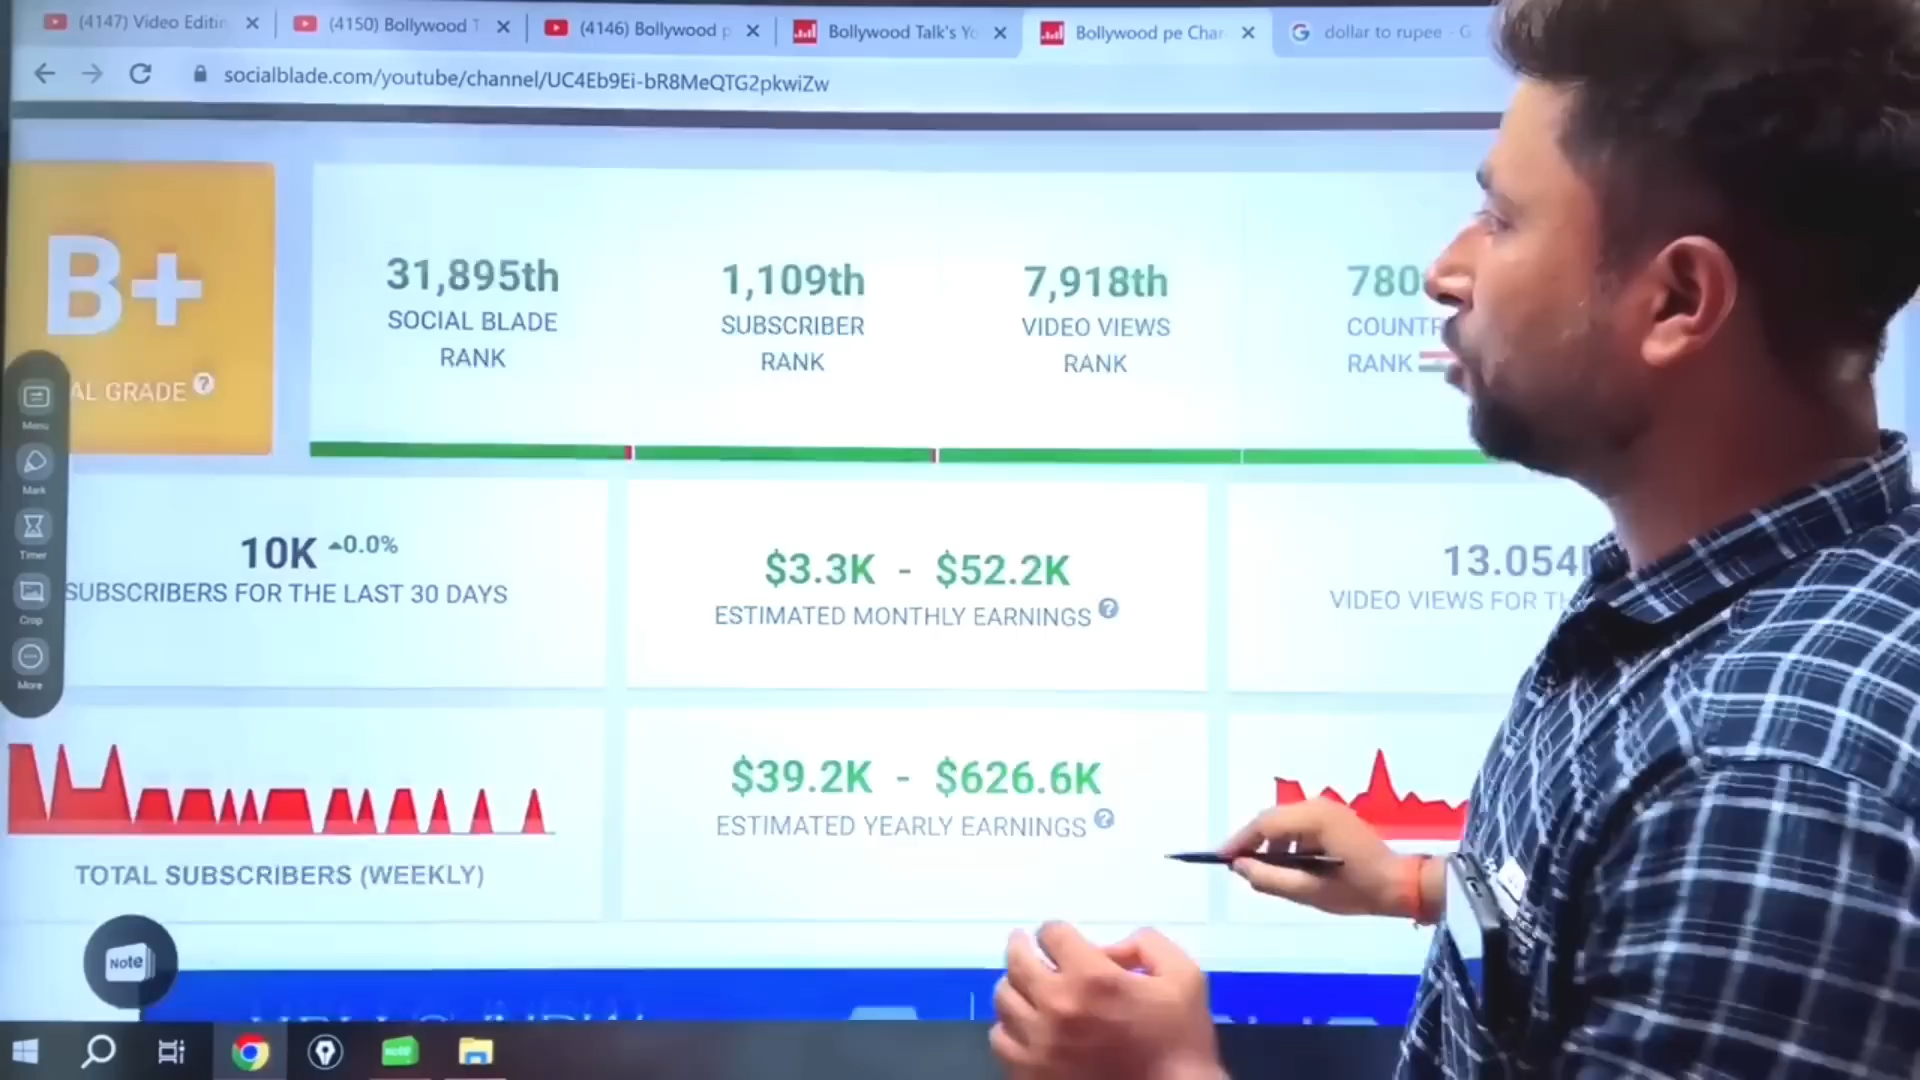 (4147) Video Editin
(4150) Bollywood T
(4146) Bollywood p
Bollywood Talk's Yo
Bollywood pe Char
dollar to rupee - G
socialblade.com/youtube/channel/UC4Eb9Ei-bR8MeQTG2pkwiZw
B+
AL GRADE ?
31,895th
SOCIAL BLADE
RANK
1,109th
SUBSCRIBER
RANK
7,918th
VIDEO VIEWS
RANK
780
COUNTR
RANK
Menu
Mark
Timer
Crop
More
10K 0.0%
SUBSCRIBERS FOR THE LAST 30 DAYS
$3.3K - $52.2K
ESTIMATED MONTHLY EARNINGS ?
13.054
VIDEO VIEWS FOR TH
TOTAL SUBSCRIBERS (WEEKLY)
$39.2K - $626.6K
ESTIMATED YEARLY EARNINGS ?
Note